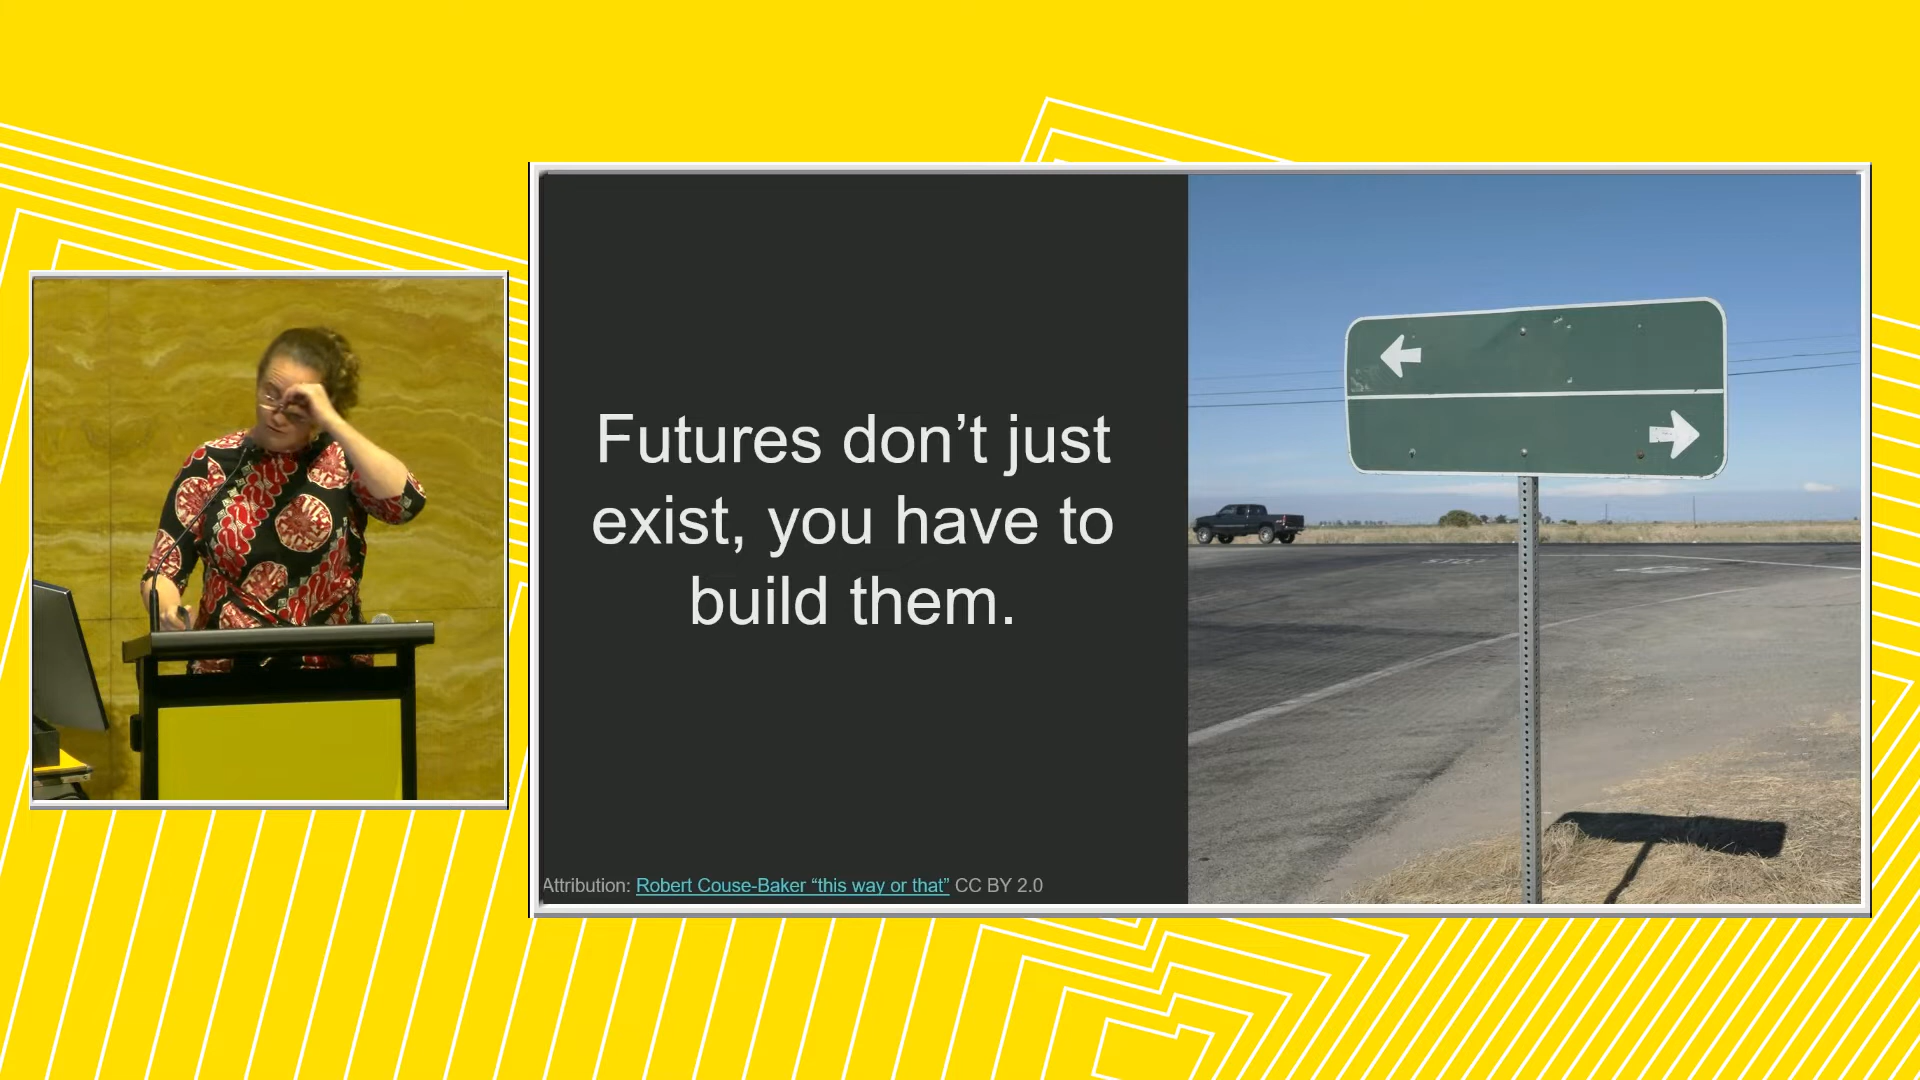 Futures don’t just
exist, you have to
build them.
Attribution: Robert Couse-Baker “this way or that” CC BY 2.0